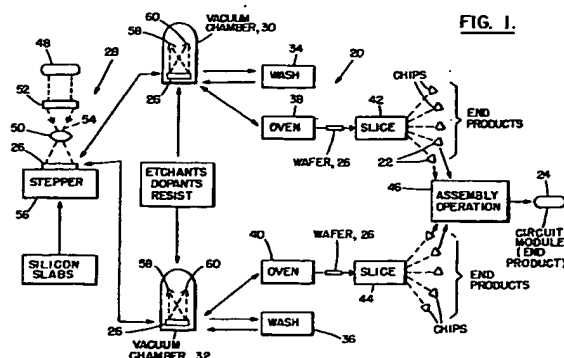 FIG. 1.
48
52
28
54
50
26
STEPPER
56
SILICON
SLABS
58
60
VACUUM
CHAMBER, 30
26
34
WASH
20
38
OVEN
WAFER, 26
42
SLICE
CHIPS
END
PRODUCTS
22
ETCHANTS
DOPANTS
RESIST
46
ASSEMBLY
OPERATION
24
CIRCUIT
MODULE
(END
PRODUCT)
58
60
26
VACUUM
CHAMBER, 32
40
OVEN
WAFER, 26
SLICE
44
WASH
36
END
PRODUCTS
CHIPS